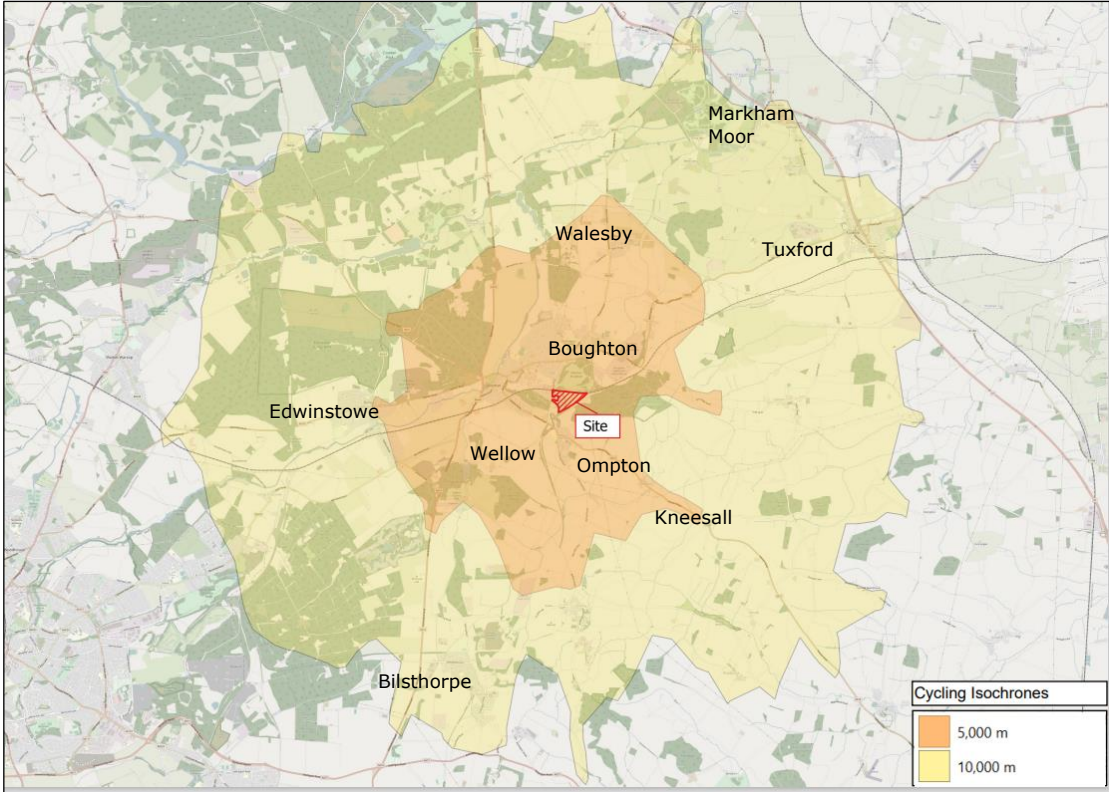 Markham
Moor
Walesby
Tuxford
Boughton
Edwinstowe
Site
Wellow
Ompton
Kneesall
Bilsthorpe
Cycling Isochrones
5,000 m
10,000 m